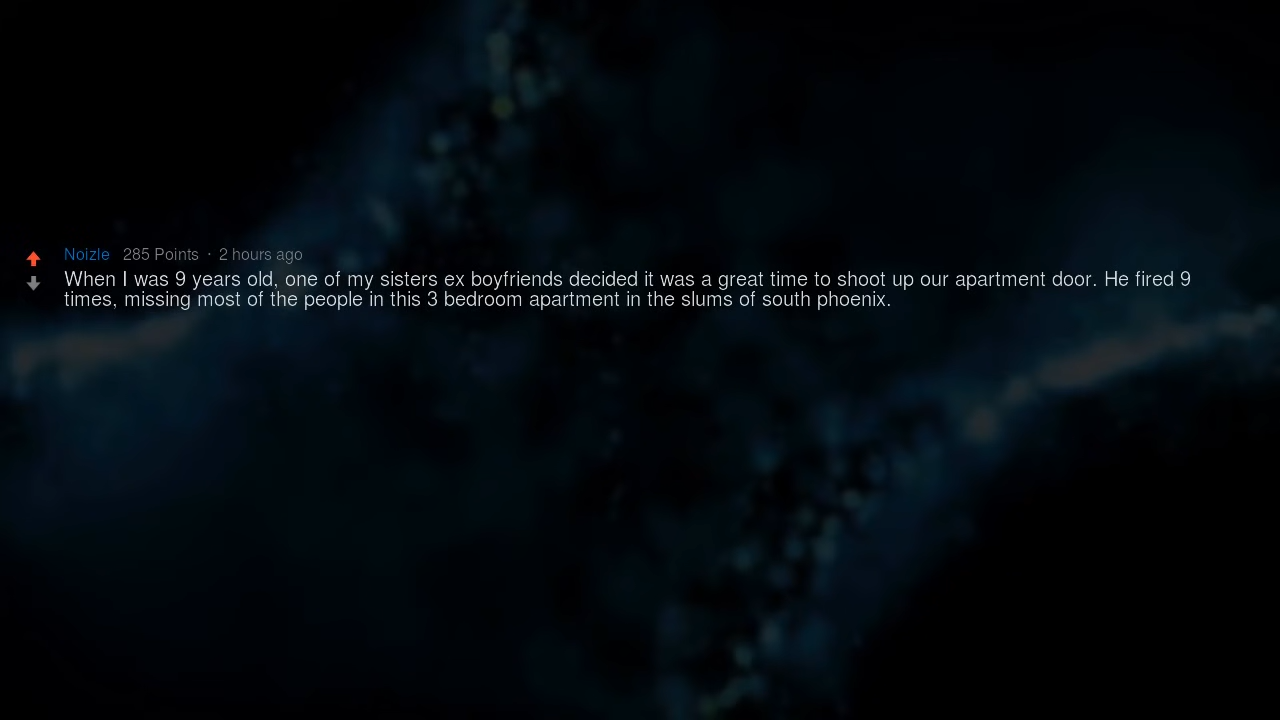 Noizle 285 Points · 2 hours ago
When I was 9 years old, one of my sisters ex boyfriends decided it was a great time to shoot up our apartment door. He fired 9
times, missing most of the people in this 3 bedroom apartment in the slums of south phoenix.